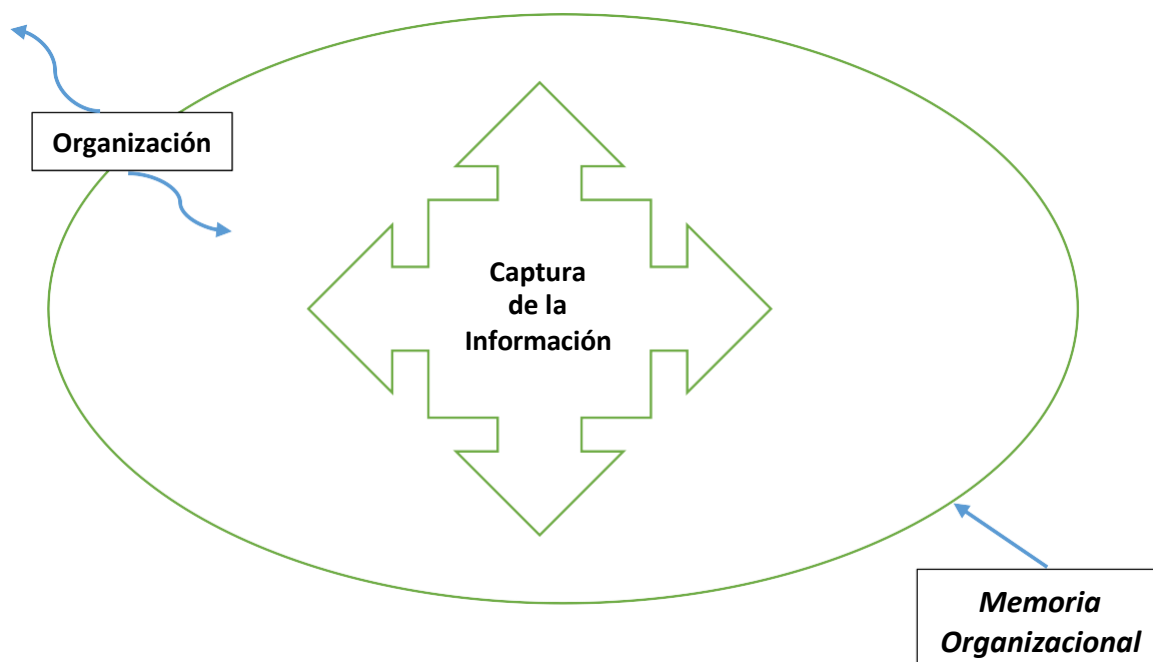 Organización
Captura
de la
Información
Memoria
Organizacional